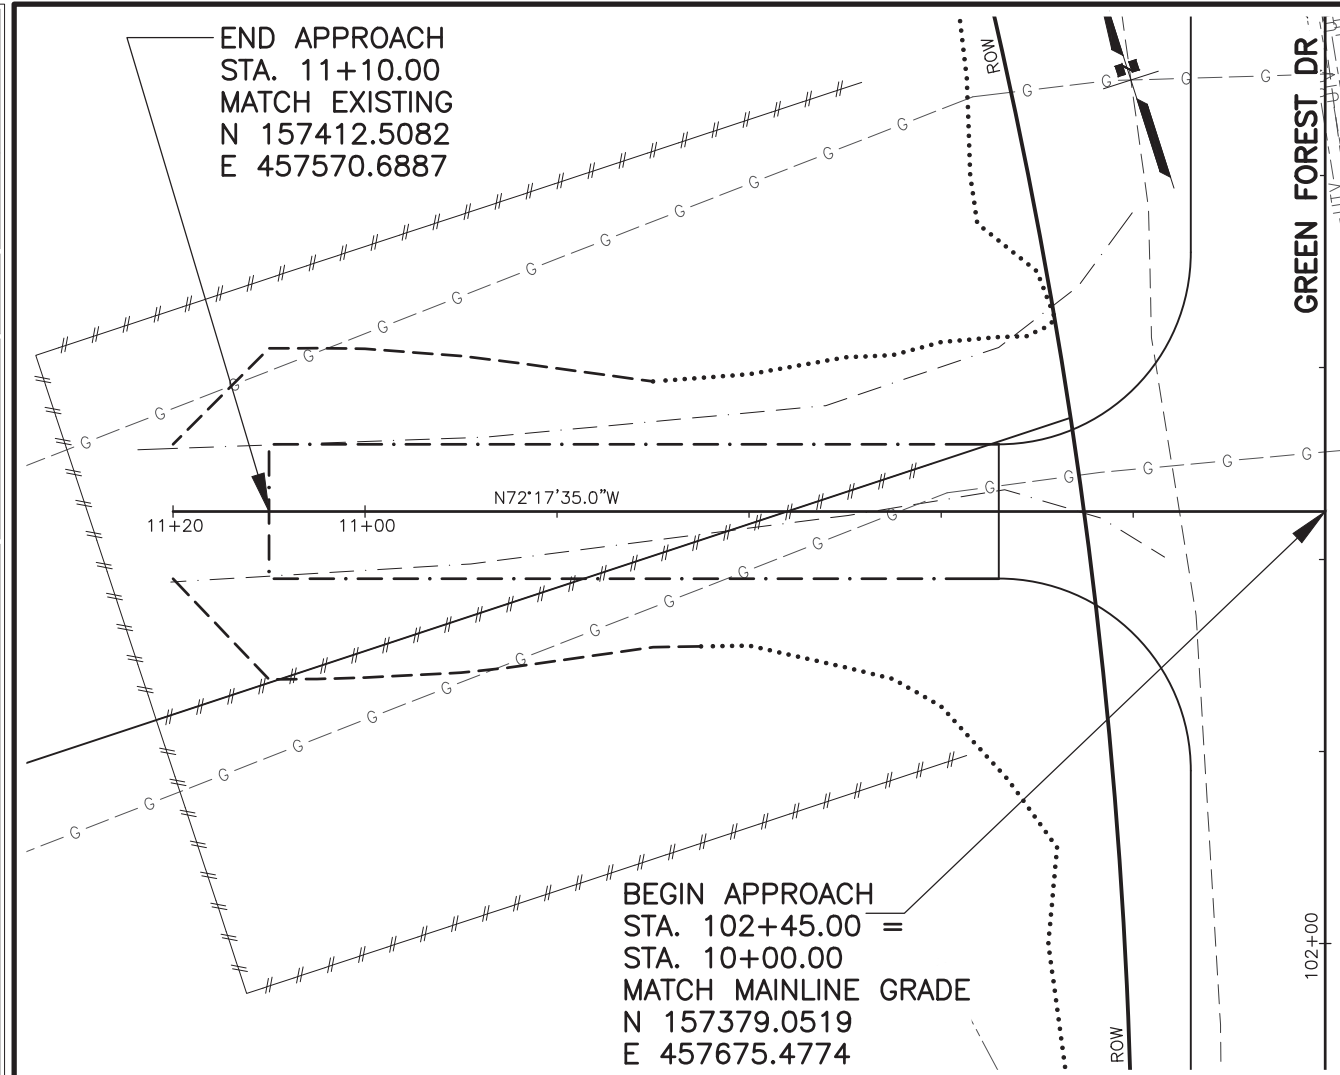 END APPROACH
STA. 11+10.00
MATCH EXISTING
N 157412.5082
E 457570.6887
ROW
G G G G
G G G G G G G G G G G
GREEN FOREST DR
N72°17'35.0"W
11+20
11+00
G G G G G
G G G G G G G G G G G G
BEGIN APPROACH
STA. 102+45.00 =
STA. 10+00.00
MATCH MAINLINE GRADE
N 157379.0519
E 457675.4774
102+00
ROW